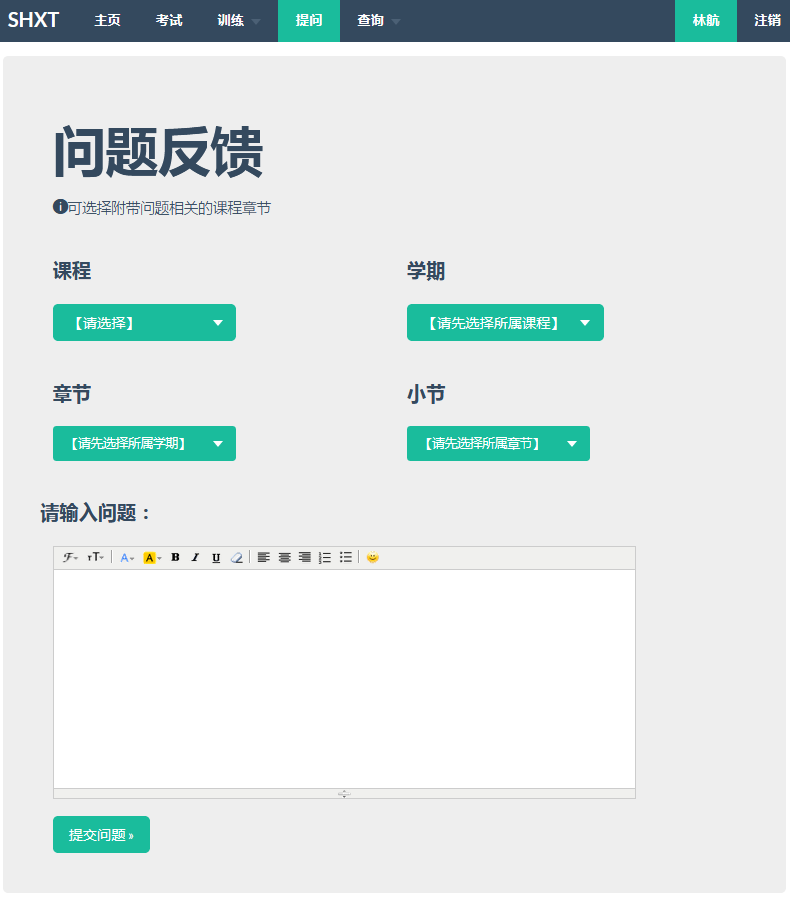 SHXT 主页 考试 训练 提问 查询 林航 注销
问题反馈
可选择附带问题相关的课程章节
课程 学期
【请选择】 【请先选择所属课程】
章节 小节
【请先选择所属学期】 【请先选择所属章节】
请输入问题：
F тT A A B I U
提交问题 »